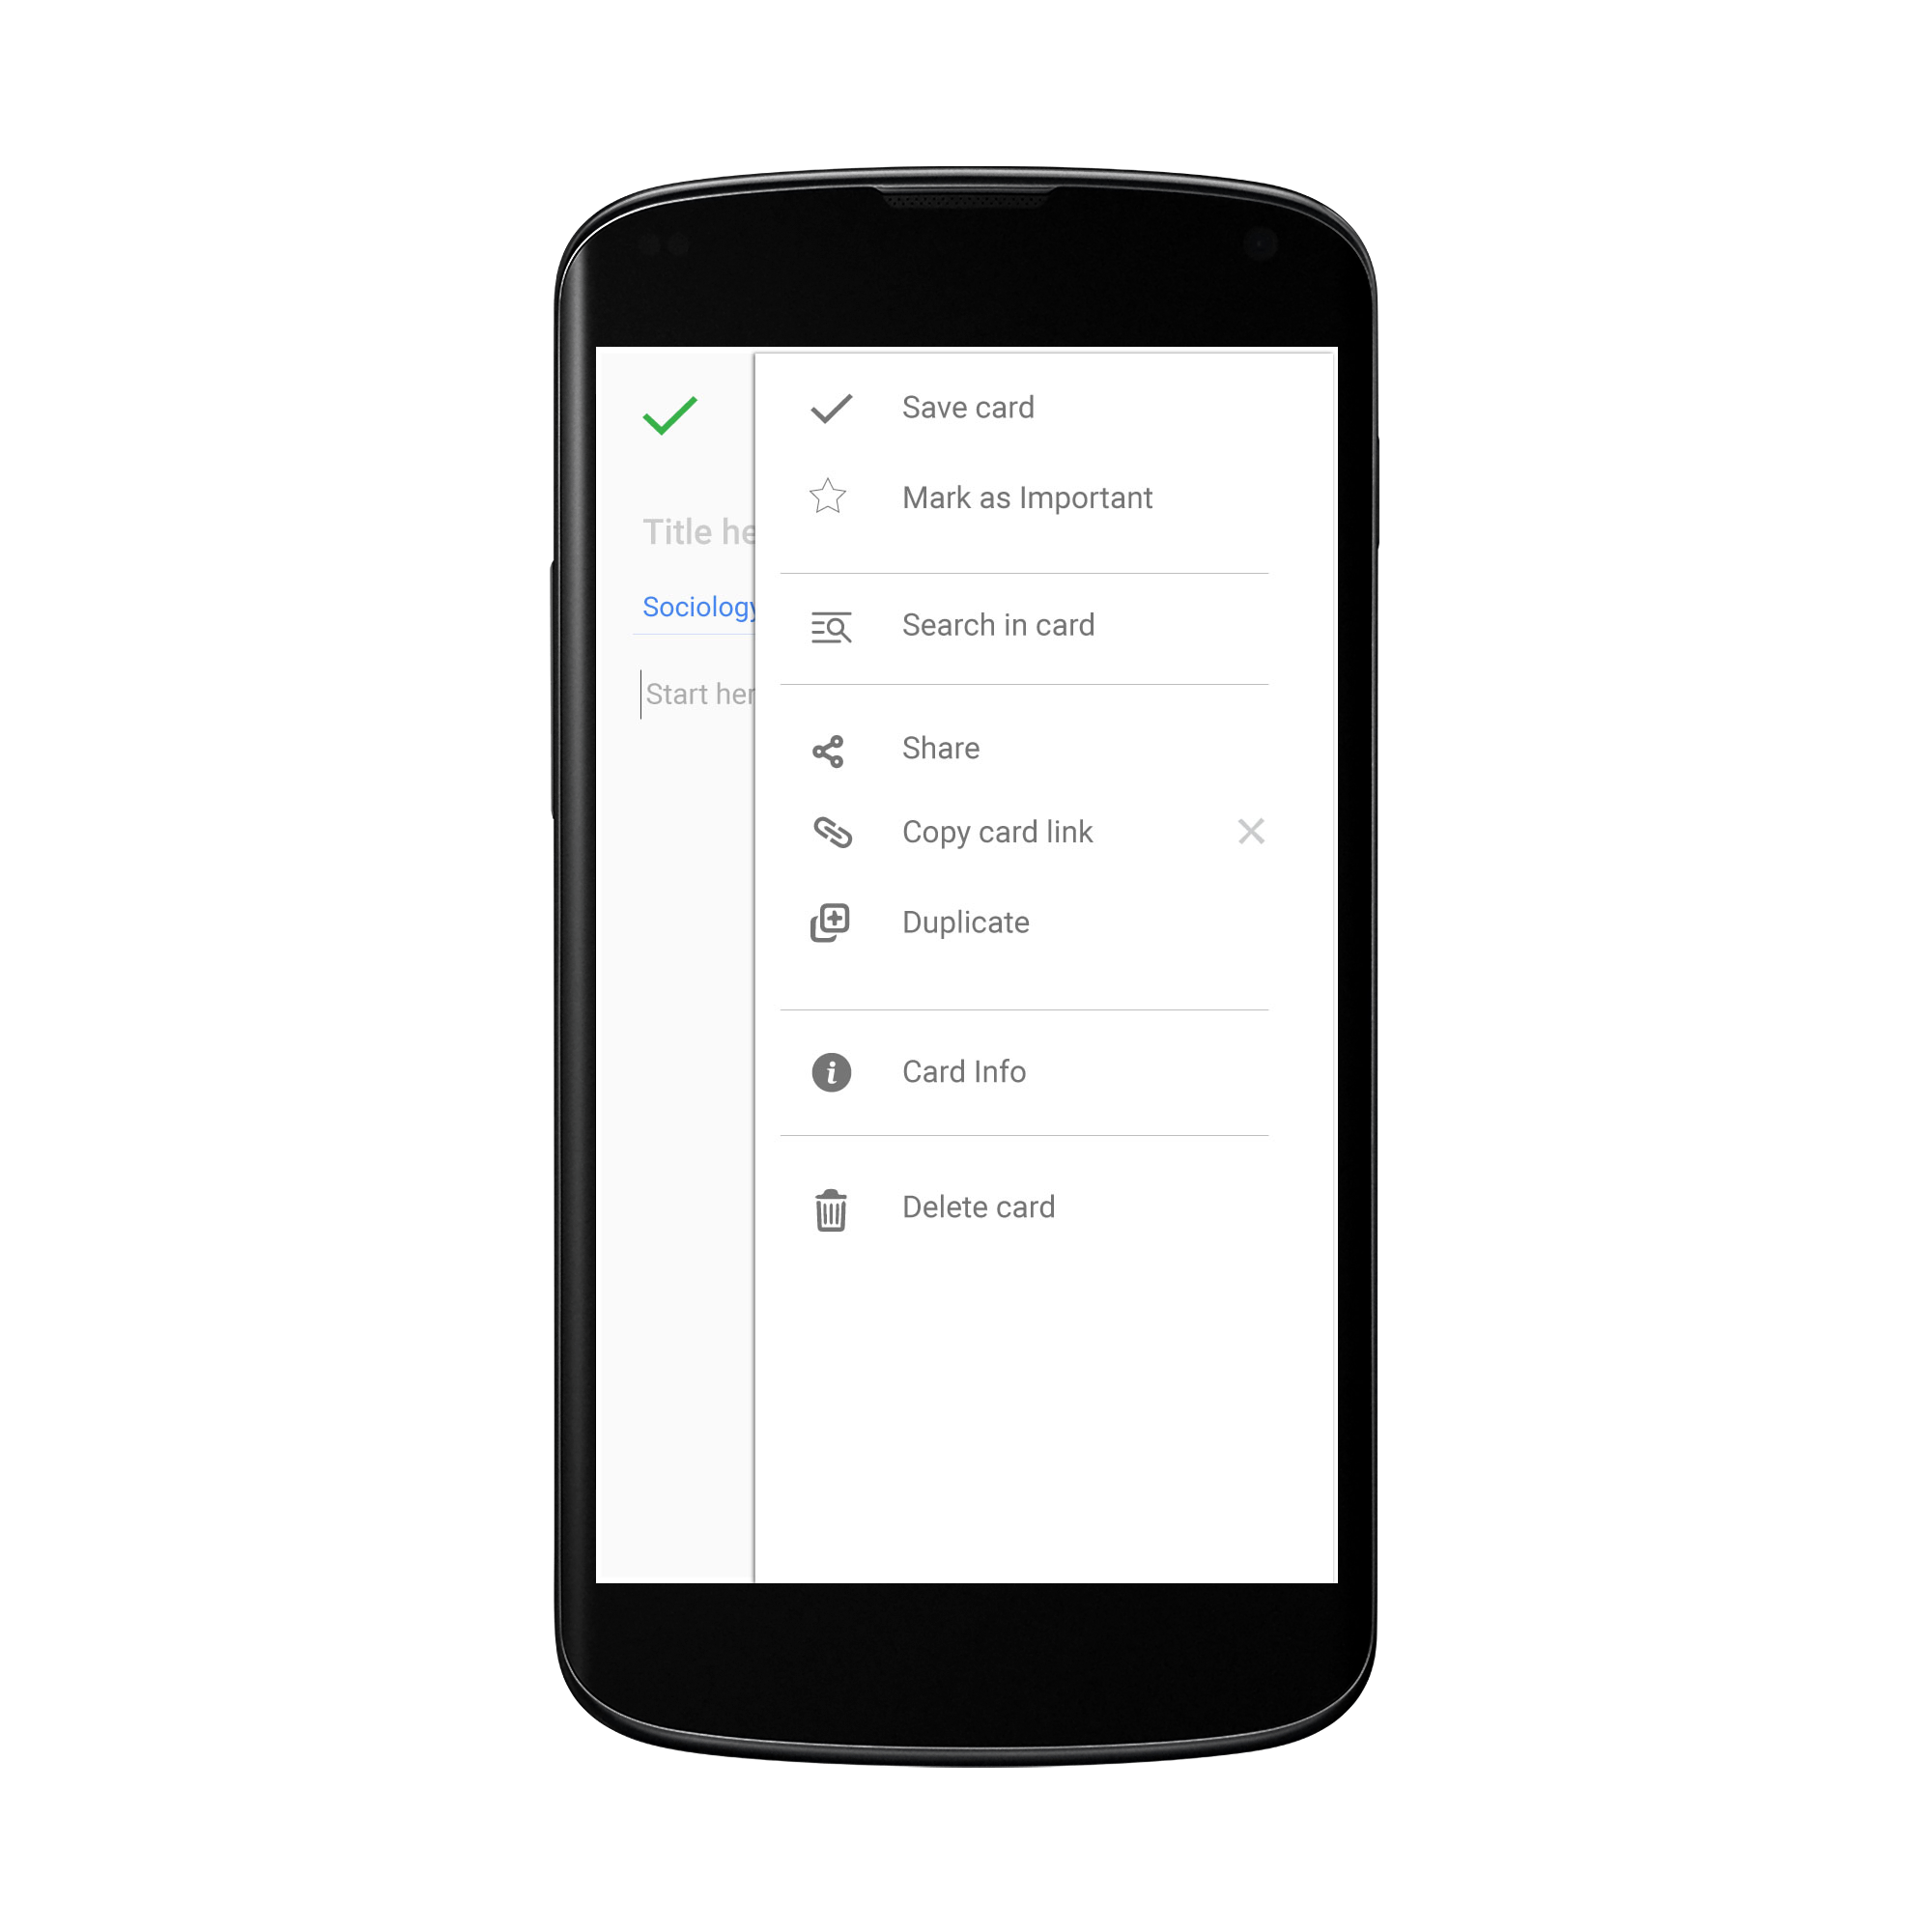 Title he
Sociology
Start her
Save card
Mark as Important
Search in card
Share
Copy card link
Duplicate
Card Info
Delete card